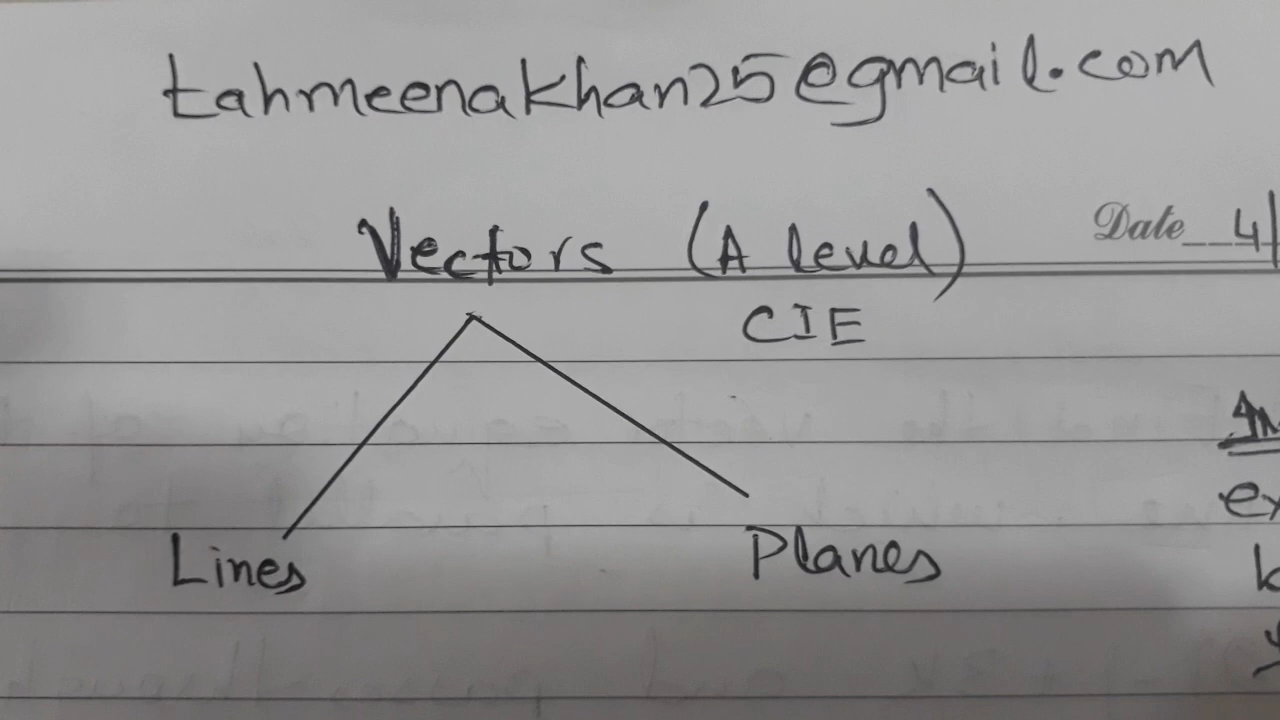 tahmeenakhan25@gmail.com
Vectors (A level)
Date 4/
CIE
Lines
Planes